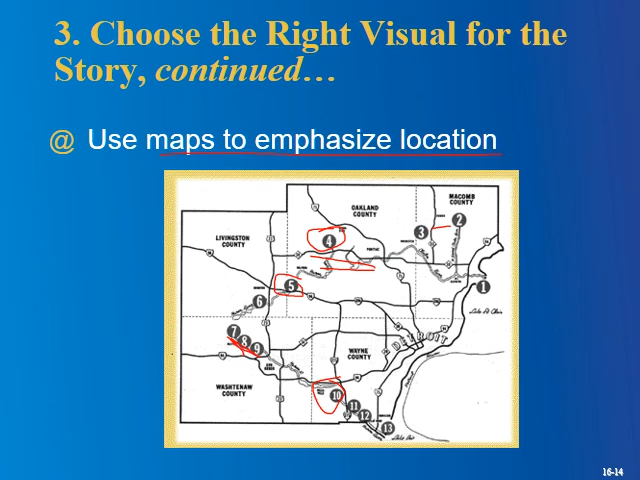 3. Choose the Right Visual for the
Story, continued…
@ Use maps to emphasize location
MACOMB
COUNTY
OAKLAND
COUNTY
LIVINGSTON
COUNTY
WAYNE
COUNTY
WASHTENAW
COUNTY
DETROIT
PONTIAC
Lake St. Clair
Lake Erie
1
2
3
4
5
6
7
8
9
10
11
12
13
16-14